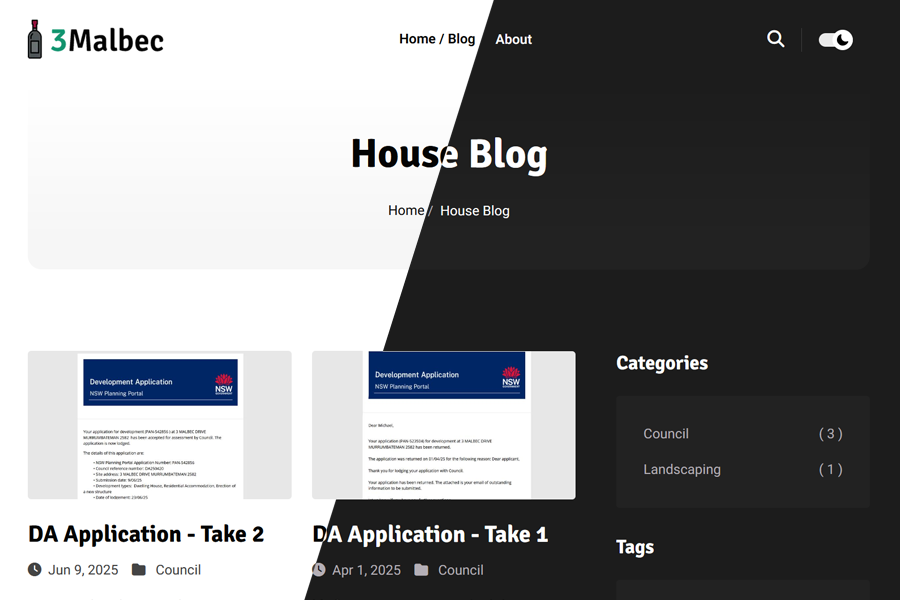 3Malbec
Home / Blog
About
House Blog
Home / House Blog
Development Application
NSW Planning Portal
NSW
Your application for development (PAN-542855 ) at 3 MALBEC DRIVE
MURRUMBATEMAN 2582 has been accepted for assessment by Council. The
application is now lodged.
The details of this application are:
• NSW Planning Portal Application Number: PAN-542855
• Council reference number: DA250620
• Site address: 3 MALBEC DRIVE MURRUMBATEMAN 2582
• Submission date: 9/06/25
• Development types: Dwelling House, Residential Accommodation, Erection of
a new structure
• Date of lodgement: 23/06/25
DA Application - Take 2
Jun 9, 2025 Council
Development Application
NSW Planning Portal
NSW
Dear Michael,
Your application (PAN-523934) for development at 3 MALBEC DRIVE
MURRUMBATEMAN 2582 has been returned.
The application was returned on 01/04/25 for the following reason: Dear applicant,
Thank you for lodging your application with Council.
Your application has been returned. The attached is your email of outstanding
information to be submitted.
DA Application - Take 1
Apr 1, 2025 Council
Categories
Council ( 3 )
Landscaping ( 1 )
Tags